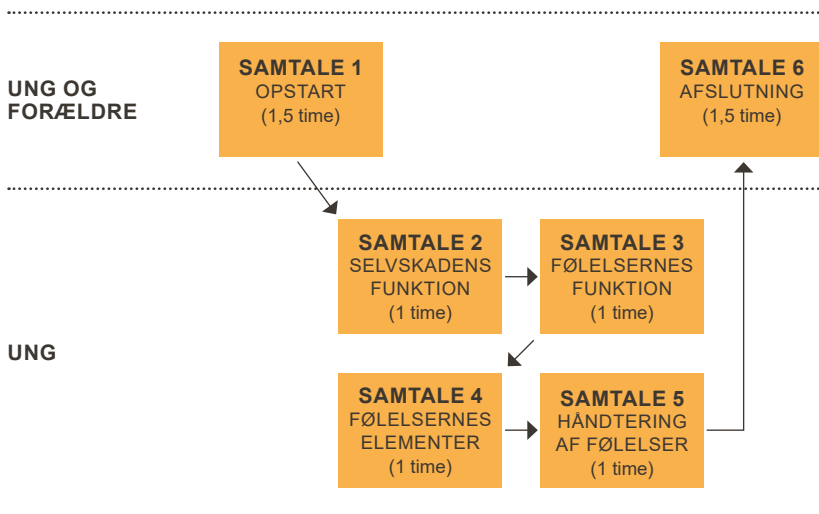 UNG OG
FORÆLDRE
SAMTALE 1
OPSTART
(1,5 time)
SAMTALE 6
AFSLUTNING
(1,5 time)
UNG
SAMTALE 2
SELVSKADENS
FUNKTION
(1 time)
SAMTALE 3
FØLELSERNES
FUNKTION
(1 time)
SAMTALE 4
FØLELSERNES
ELEMENTER
(1 time)
SAMTALE 5
HÅNDTERING
AF FØLELSER
(1 time)